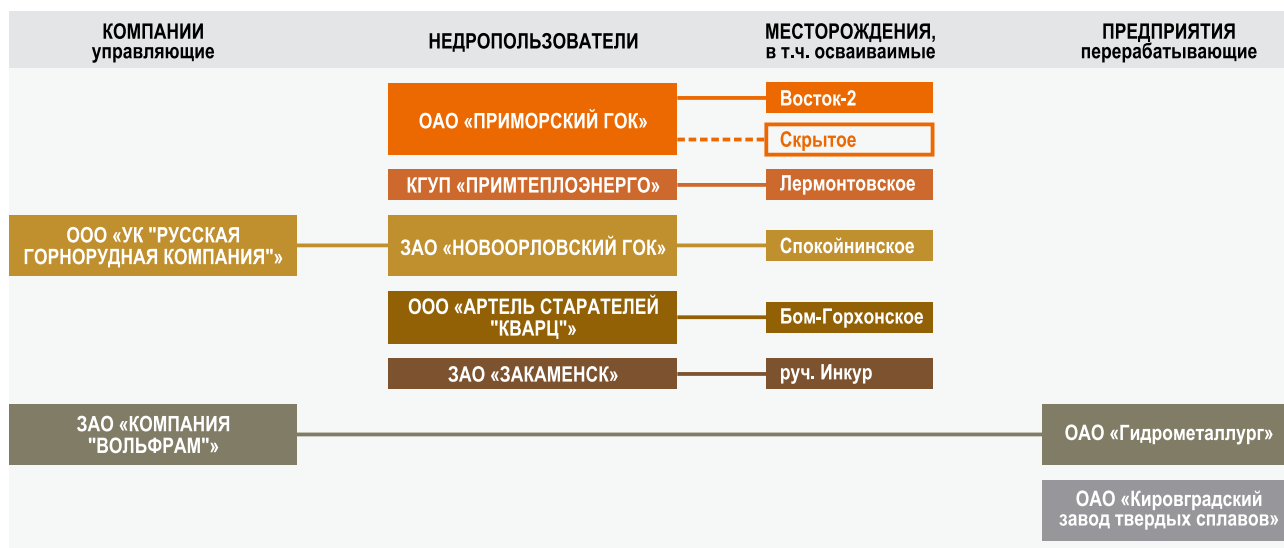 КОМПАНИИ
управляющие
НЕДРОПОЛЬЗОВАТЕЛИ
МЕСТОРОЖДЕНИЯ,
в т.ч. осваиваимые
ПРЕДПРИЯТИЯ
перерабатывающие
ОАО «ПРИМОРСКИЙ ГОК»
Восток-2
Скрытое
КГУП «ПРИМТЕПЛОЭНЕРГО»
Лермонтовское
ООО «УК "РУССКАЯ
ГОРНОРУДНАЯ КОМПАНИЯ"»
ЗАО «НОВООРЛОВСКИЙ ГОК»
Спокойнинское
ООО «АРТЕЛЬ СТАРАТЕЛЕЙ
"КВАРЦ"»
Бом-Горхонское
ЗАО «ЗАКАМЕНСК»
руч. Инкур
ЗАО «КОМПАНИЯ
"ВОЛЬФРАМ"»
ОАО «Гидрометаллург»
ОАО «Кировградский
завод твердых сплавов»